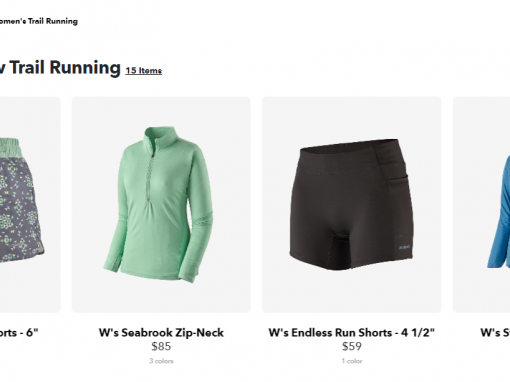 omen's Trail Running
w Trail Running 15 Items
orts - 6"
W's Seabrook Zip-Neck
$85
3 colors
W's Endless Run Shorts - 4 1/2"
$59
1 color
W's S